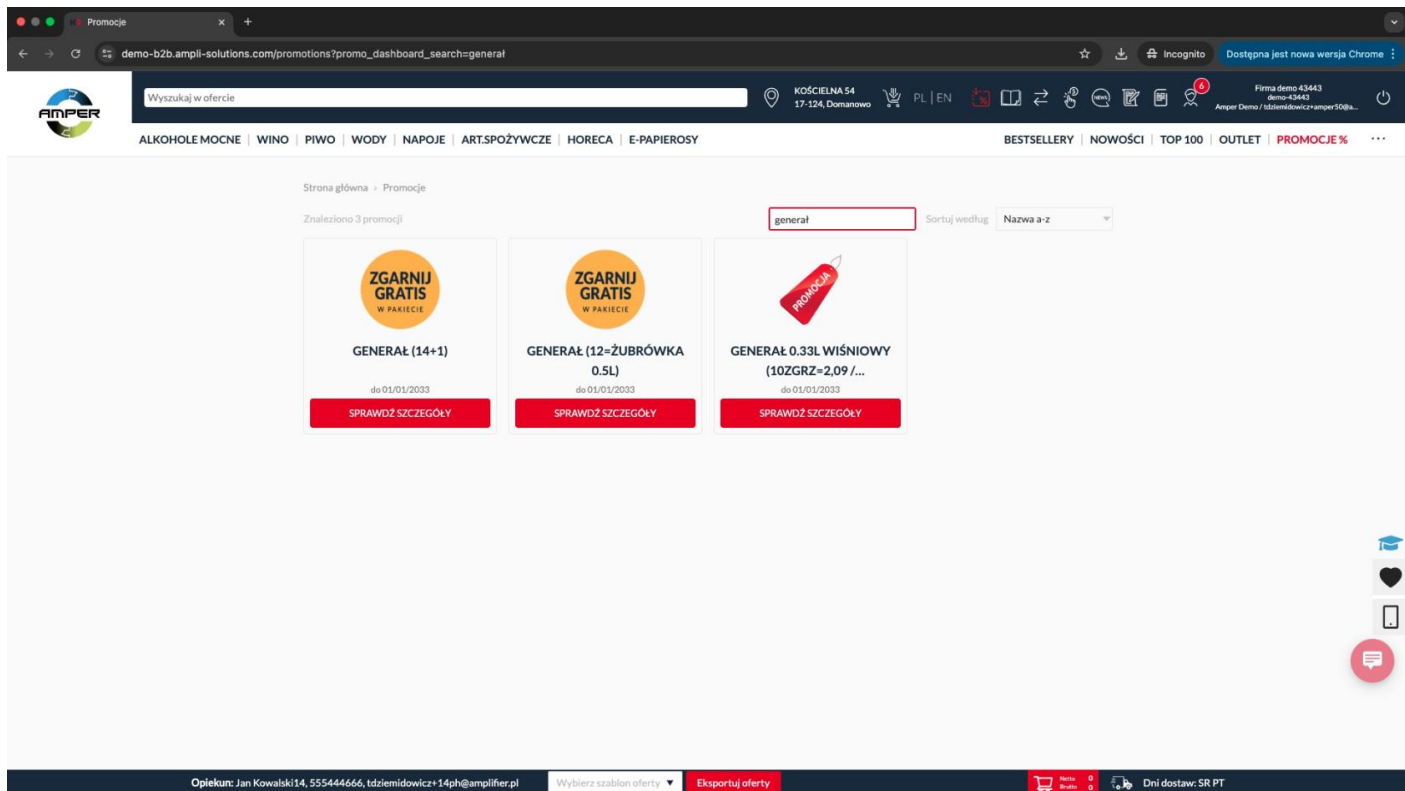 Promocje
demo-b2b.ampli-solutions.com/promotions?promo_dashboard_search=generał
Incognito
Dostępna jest nowa wersja Chrome
AMPER
Wyszukaj w ofercie
KOŚCIELNA 54
17-124, Domanowo
PL | EN
NEWS
6
Firma demo 43443
demo-43443
Amper Demo / tdziemidowicz+amper50@a...
ALKOHOLE MOCNE | WINO | PIWO | WODY | NAPOJE | ART.SPOŻYWCZE | HORECA | E-PAPIEROSY
BESTSELLERY | NOWOŚCI | TOP 100 | OUTLET | PROMOCJE %
Strona główna › Promocje
Znaleziono 3 promocji
generał
Sortuj według
Nazwa a-z
ZGARNIJ
GRATIS
W PAKIECIE
GENERAŁ (14+1)
do 01/01/2033
SPRAWDŹ SZCZEGÓŁY
ZGARNIJ
GRATIS
W PAKIECIE
GENERAŁ (12=ŻUBRÓWKA
0.5L)
do 01/01/2033
SPRAWDŹ SZCZEGÓŁY
PROMOCJA
GENERAŁ 0.33L WIŚNIOWY
(10ZGRZ=2,09 /...
do 01/01/2033
SPRAWDŹ SZCZEGÓŁY
Opiekun: Jan Kowalski14, 555444666, tdziemidowicz+14ph@amplifier.pl
Wybierz szablon oferty
Eksportuj oferty
Netto 0
Brutto 0
Dni dostaw: SR PT